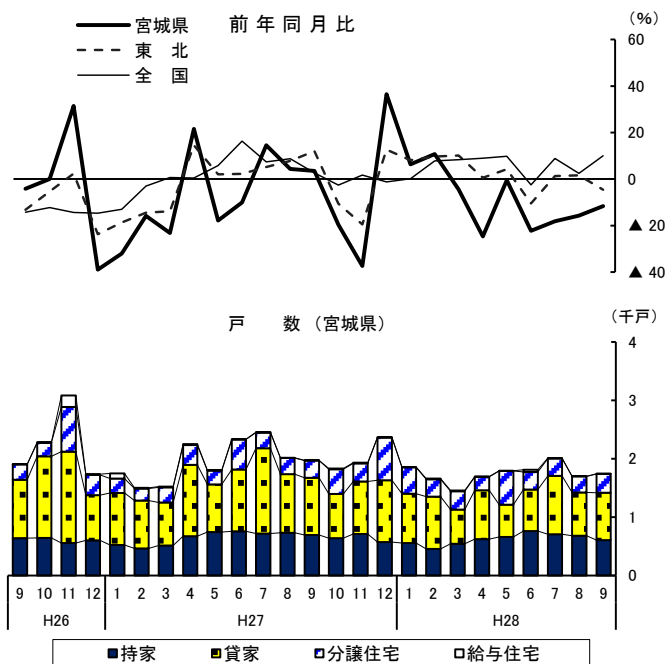 前年同月比
(%)
宮城県
東 北
全 国
60
40
20
0
▲ 20
▲ 40
戸　数（宮城県）
(千戸)
4
3
2
1
0
9 10 11 12 1 2 3 4 5 6 7 8 9 10 11 12 1 2 3 4 5 6 7 8 9
H26 H27 H28
持家 貸家 分譲住宅 給与住宅